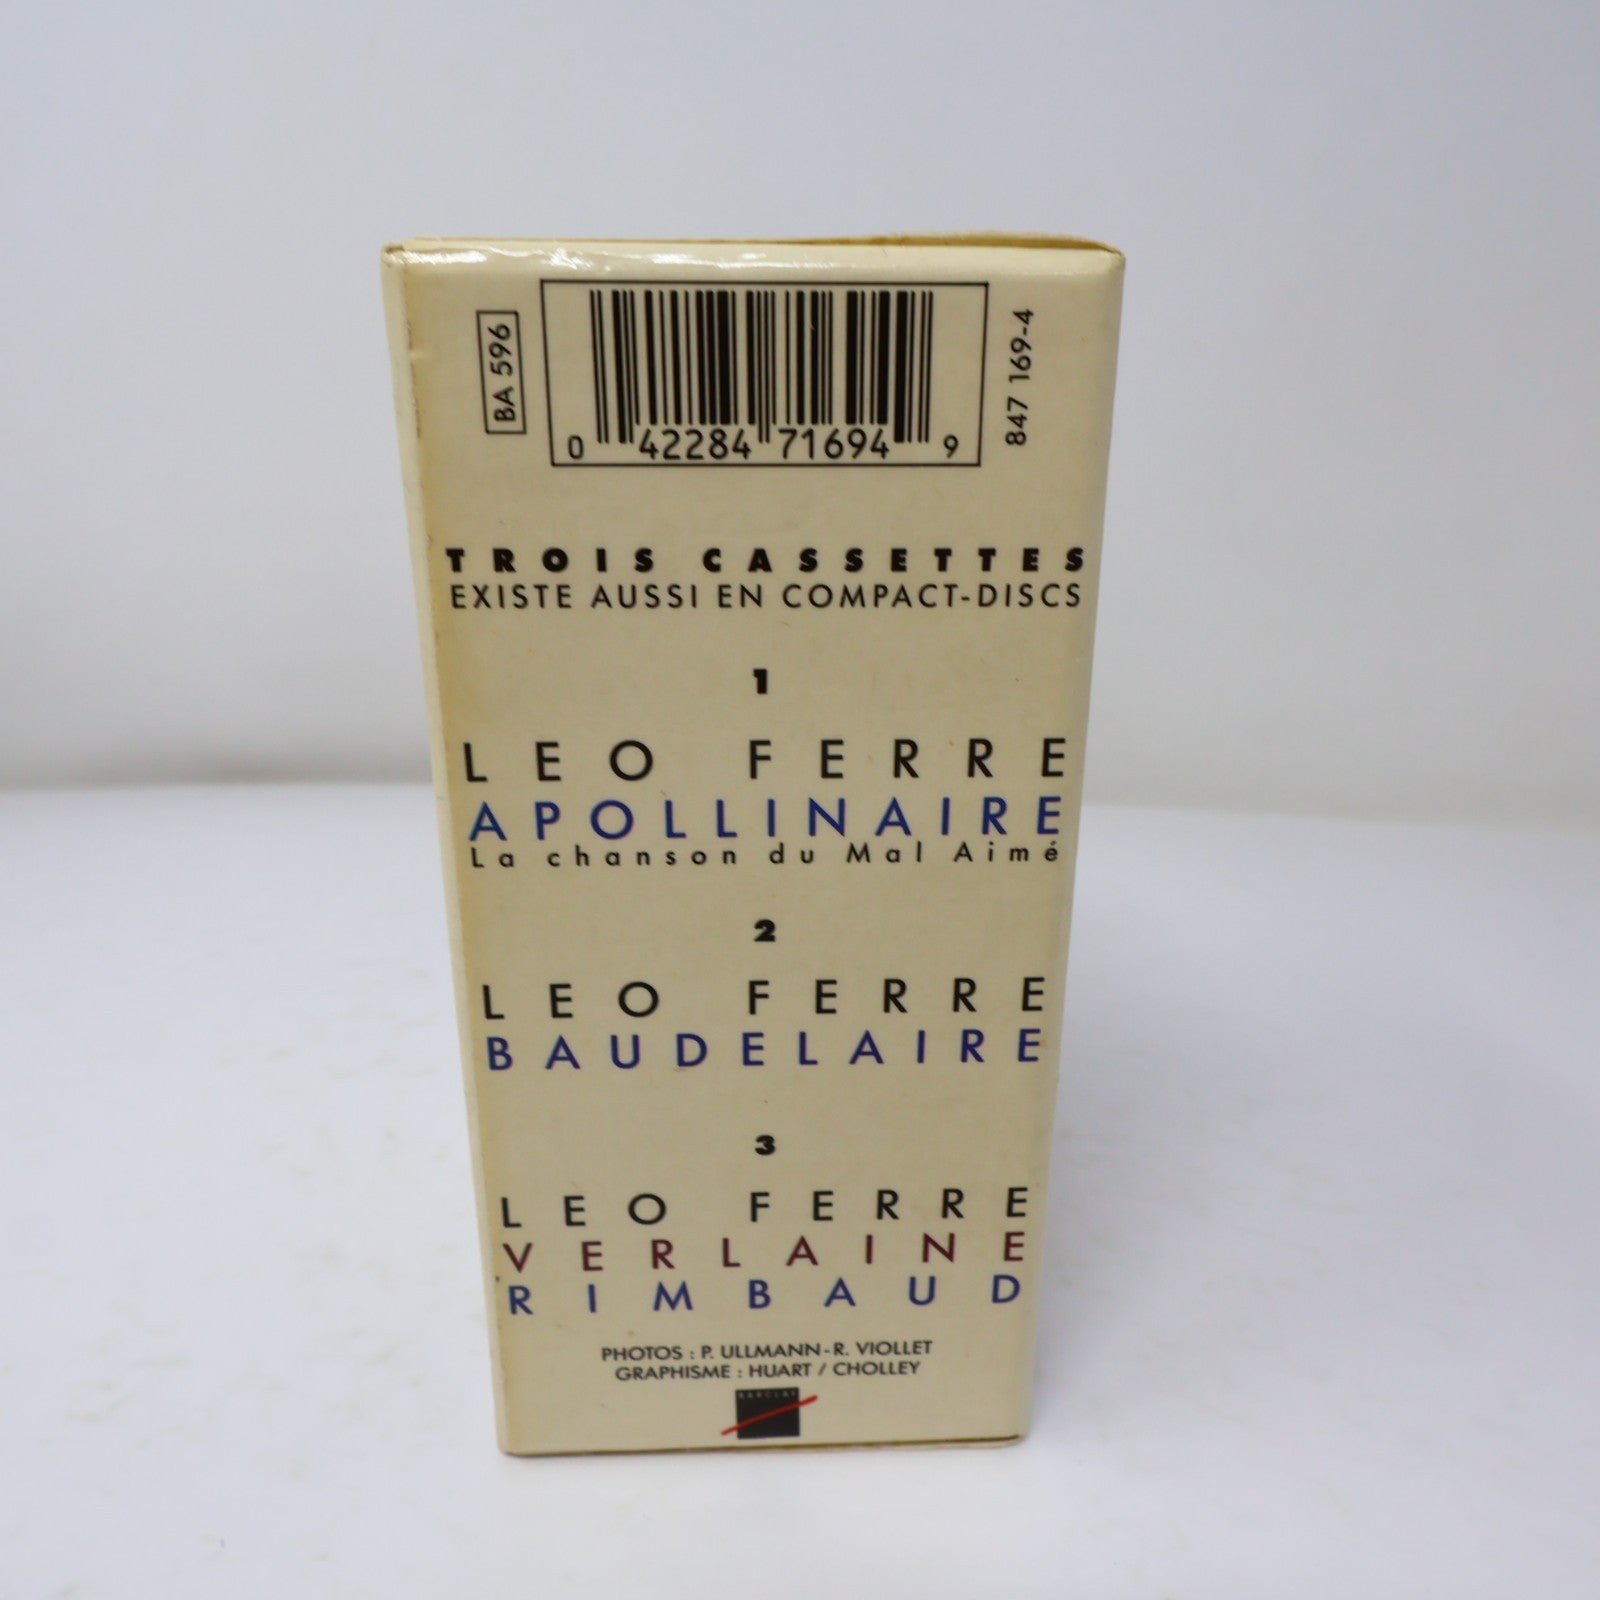 BA 596
0 42284 71694 9
847 169-4
TROIS CASSETTES
EXISTE AUSSI EN COMPACT-DISCS
1
LEO FERRE
APOLLINAIRE
La chanson du Mal Aimé
2
LEO FERRE
BAUDELAIRE
3
LEO FERRE
VERLAINE
RIMBAUD
PHOTOS : P. ULLMANN-R. VIOLLET
GRAPHISME : HUART / CHOLLEY
BARCLAY